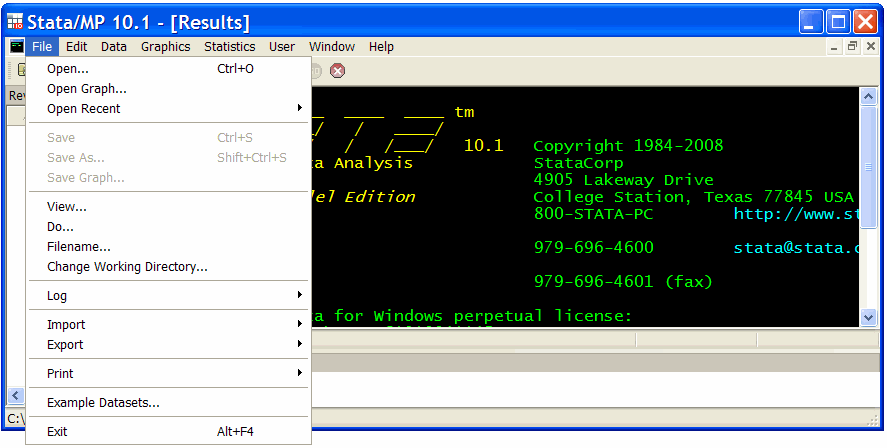 Stata/MP 10.1 - [Results]
File Edit Data Graphics Statistics User Window Help
Open... Ctrl+O
Open Graph...
Open Recent
Save Ctrl+S
Save As... Shift+Ctrl+S
Save Graph...
View...
Do...
Filename...
Change Working Directory...
Log
Import
Export
Print
Example Datasets...
Exit Alt+F4
Rev
tm
10.1 Copyright 1984-2008
ta Analysis StataCorp
4905 Lakeway Drive
lel Edition College Station, Texas 77845 USA
800-STATA-PC http://www.st
979-696-4600 stata@stata.c
979-696-4601 (fax)
ta for Windows perpetual license:
C:\